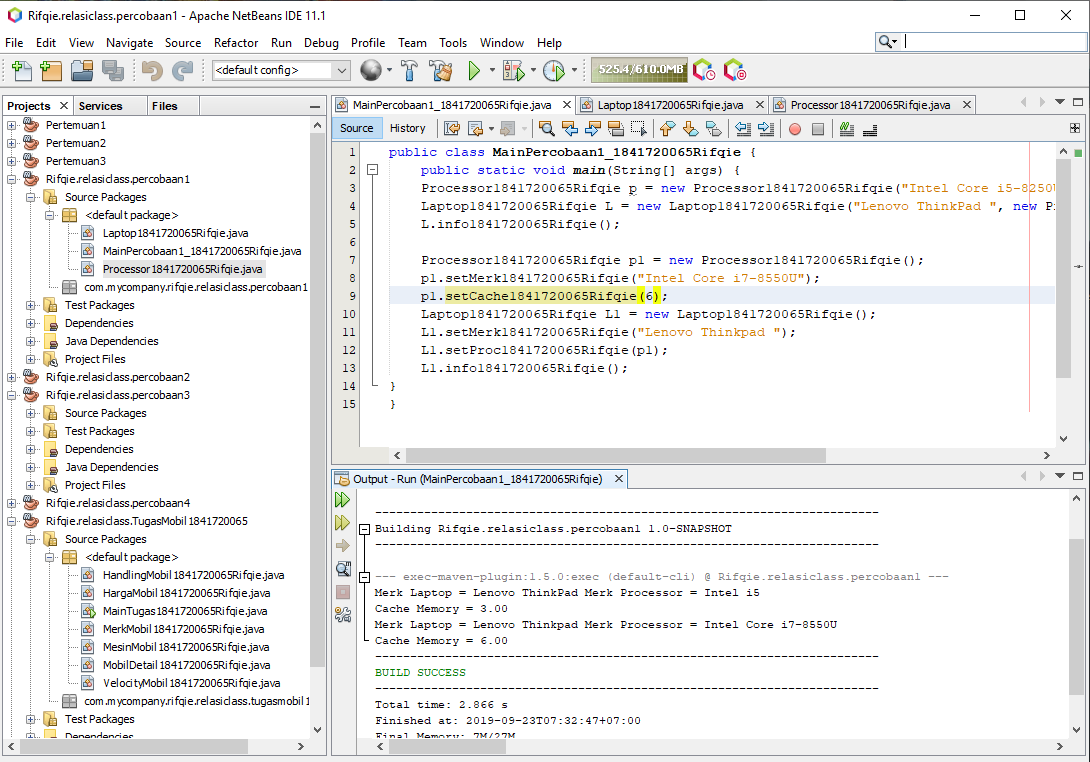 Rifqie.relasiclass.percobaan1 - Apache NetBeans IDE 11.1
File Edit View Navigate Source Refactor Run Debug Profile Team Tools Window Help
<default config> 525.4/610.0MB
Projects Services Files
Pertemuan1
Pertemuan2
Pertemuan3
Rifqie.relasiclass.percobaan1
Source Packages
<default package>
Laptop1841720065Rifqie.java
MainPercobaan1_1841720065Rifqie.java
Processor1841720065Rifqie.java
com.mycompany.rifqie.relasiclass.percobaan1
Test Packages
Dependencies
Java Dependencies
Project Files
Rifqie.relasiclass.percobaan2
Rifqie.relasiclass.percobaan3
Source Packages
Test Packages
Dependencies
Java Dependencies
Project Files
Rifqie.relasiclass.percobaan4
Rifqie.relasiclass.TugasMobil1841720065
Source Packages
<default package>
HandlingMobil1841720065Rifqie.java
HargaMobil1841720065Rifqie.java
MainTugas1841720065Rifqie.java
MerkMobil1841720065Rifqie.java
MesinMobil1841720065Rifqie.java
MobilDetail1841720065Rifqie.java
VelocityMobil1841720065Rifqie.java
com.mycompany.rifqie.relasiclass.tugasmobil1
Test Packages
Dependencies
MainPercobaan1_1841720065Rifqie.java Laptop1841720065Rifqie.java Processor1841720065Rifqie.java
Source History
1 public class MainPercobaan1_1841720065Rifqie {
2 public static void main(String[] args) {
3 Processor1841720065Rifqie p = new Processor1841720065Rifqie("Intel Core i5-8250U
4 Laptop1841720065Rifqie L = new Laptop1841720065Rifqie("Lenovo ThinkPad ", new P
5 L.info1841720065Rifqie();
6
7 Processor1841720065Rifqie p1 = new Processor1841720065Rifqie();
8 p1.setMerk1841720065Rifqie("Intel Core i7-8550U");
9 p1.setCache1841720065Rifqie(6);
10 Laptop1841720065Rifqie L1 = new Laptop1841720065Rifqie();
11 L1.setMerk1841720065Rifqie("Lenovo Thinkpad ");
12 L1.setProc1841720065Rifqie(p1);
13 L1.info1841720065Rifqie();
14 }
15 }
Output - Run (MainPercobaan1_1841720065Rifqie)
------------------------------------------------------------------------
Building Rifqie.relasiclass.percobaan1 1.0-SNAPSHOT
------------------------------------------------------------------------
--- exec-maven-plugin:1.5.0:exec (default-cli) @ Rifqie.relasiclass.percobaan1 ---
Merk Laptop = Lenovo ThinkPad Merk Processor = Intel i5
Cache Memory = 3.00
Merk Laptop = Lenovo Thinkpad Merk Processor = Intel Core i7-8550U
Cache Memory = 6.00
------------------------------------------------------------------------
BUILD SUCCESS
------------------------------------------------------------------------
Total time: 2.866 s
Finished at: 2019-09-23T07:32:47+07:00
Final Memory: 7M/27M